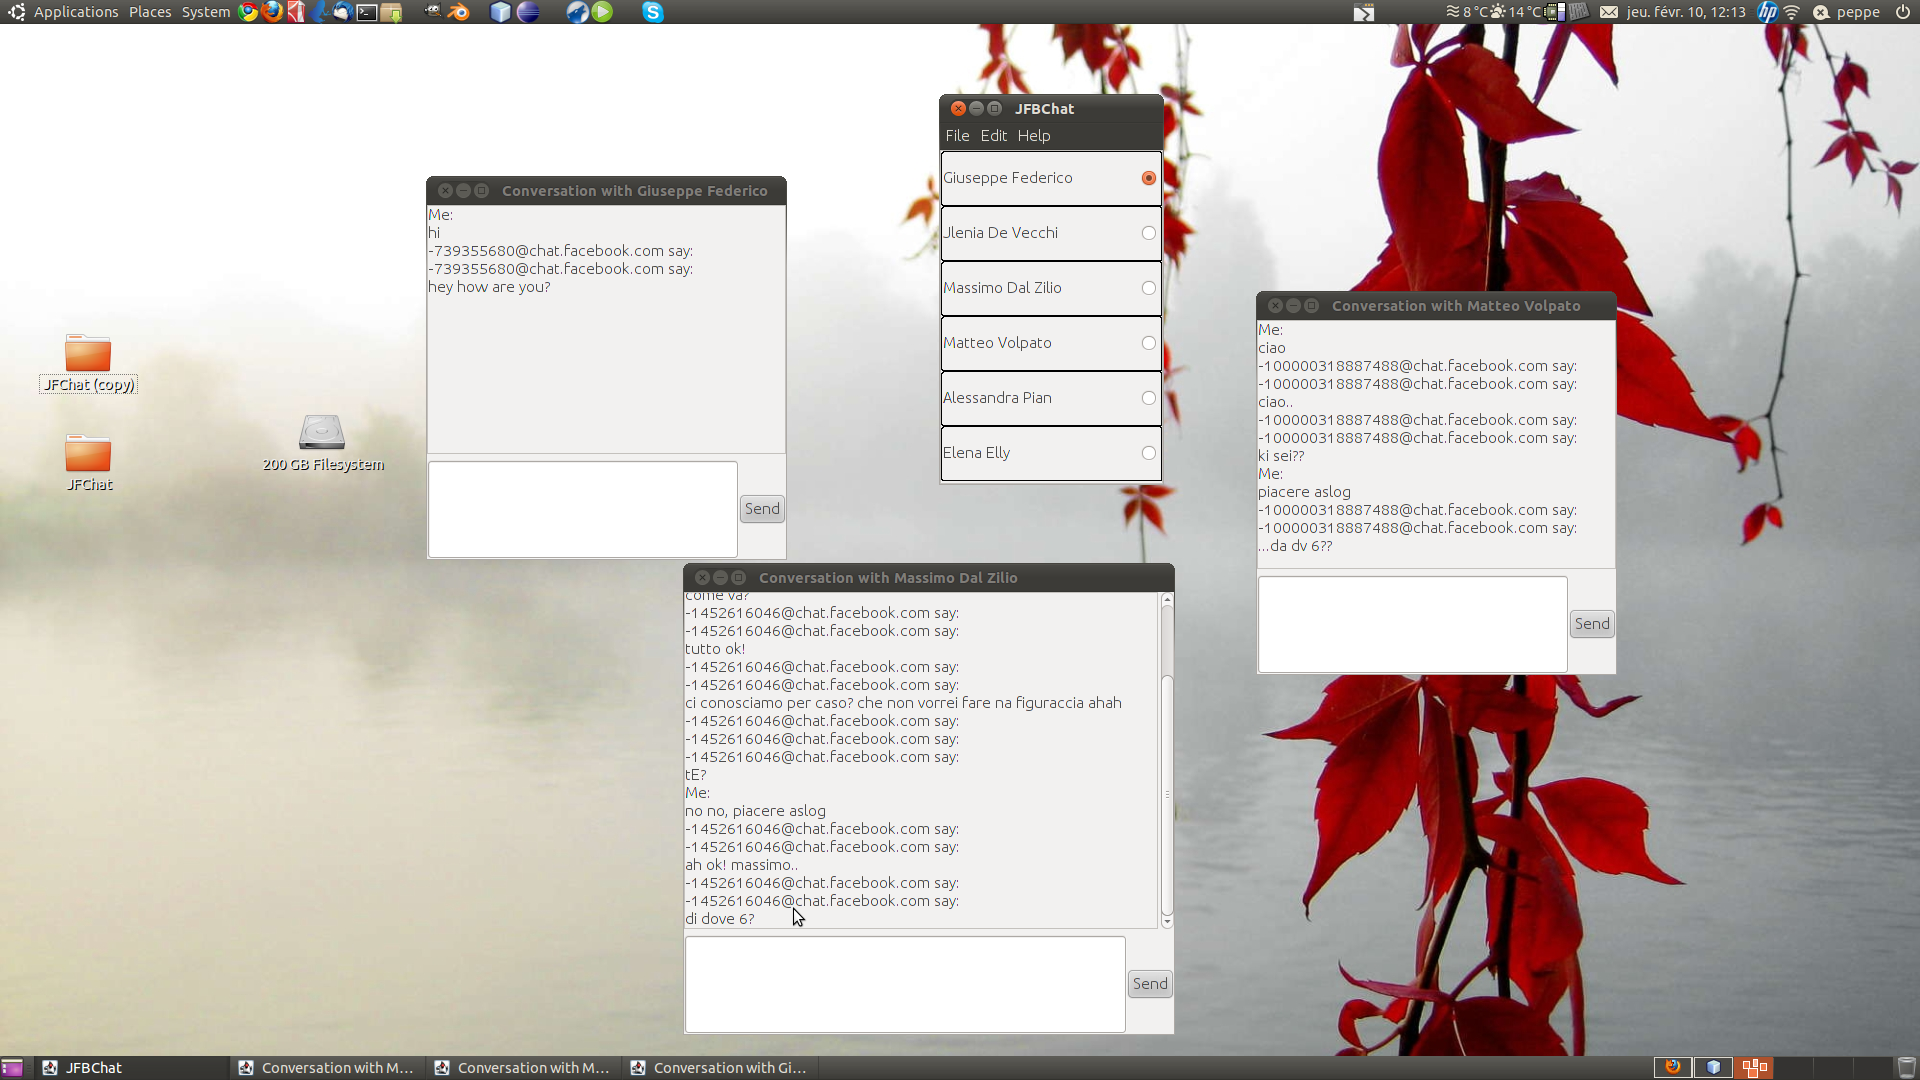 Applications Places System
8 °C 14 °C jeu. févr. 10, 12:13 hp peppe
JFBChat
File Edit Help
Giuseppe Federico
Jlenia De Vecchi
Massimo Dal Zilio
Matteo Volpato
Alessandra Pian
Elena Elly
Conversation with Giuseppe Federico
Me:
hi
-739355680@chat.facebook.com say:
-739355680@chat.facebook.com say:
hey how are you?
Send
Conversation with Matteo Volpato
Me:
ciao
-100000318887488@chat.facebook.com say:
-100000318887488@chat.facebook.com say:
ciao..
-100000318887488@chat.facebook.com say:
-100000318887488@chat.facebook.com say:
ki sei??
Me:
piacere aslog
-100000318887488@chat.facebook.com say:
-100000318887488@chat.facebook.com say:
...da dv 6??
Send
JFChat (copy)
JFChat
200 GB Filesystem
Conversation with Massimo Dal Zilio
come va?
-1452616046@chat.facebook.com say:
-1452616046@chat.facebook.com say:
tutto ok!
-1452616046@chat.facebook.com say:
-1452616046@chat.facebook.com say:
ci conosciamo per caso? che non vorrei fare na figuraccia ahah
-1452616046@chat.facebook.com say:
-1452616046@chat.facebook.com say:
-1452616046@chat.facebook.com say:
tE?
Me:
no no, piacere aslog
-1452616046@chat.facebook.com say:
-1452616046@chat.facebook.com say:
ah ok! massimo..
-1452616046@chat.facebook.com say:
-1452616046@chat.facebook.com say:
di dove 6?
Send
JFBChat
Conversation with M...
Conversation with M...
Conversation with Gi...